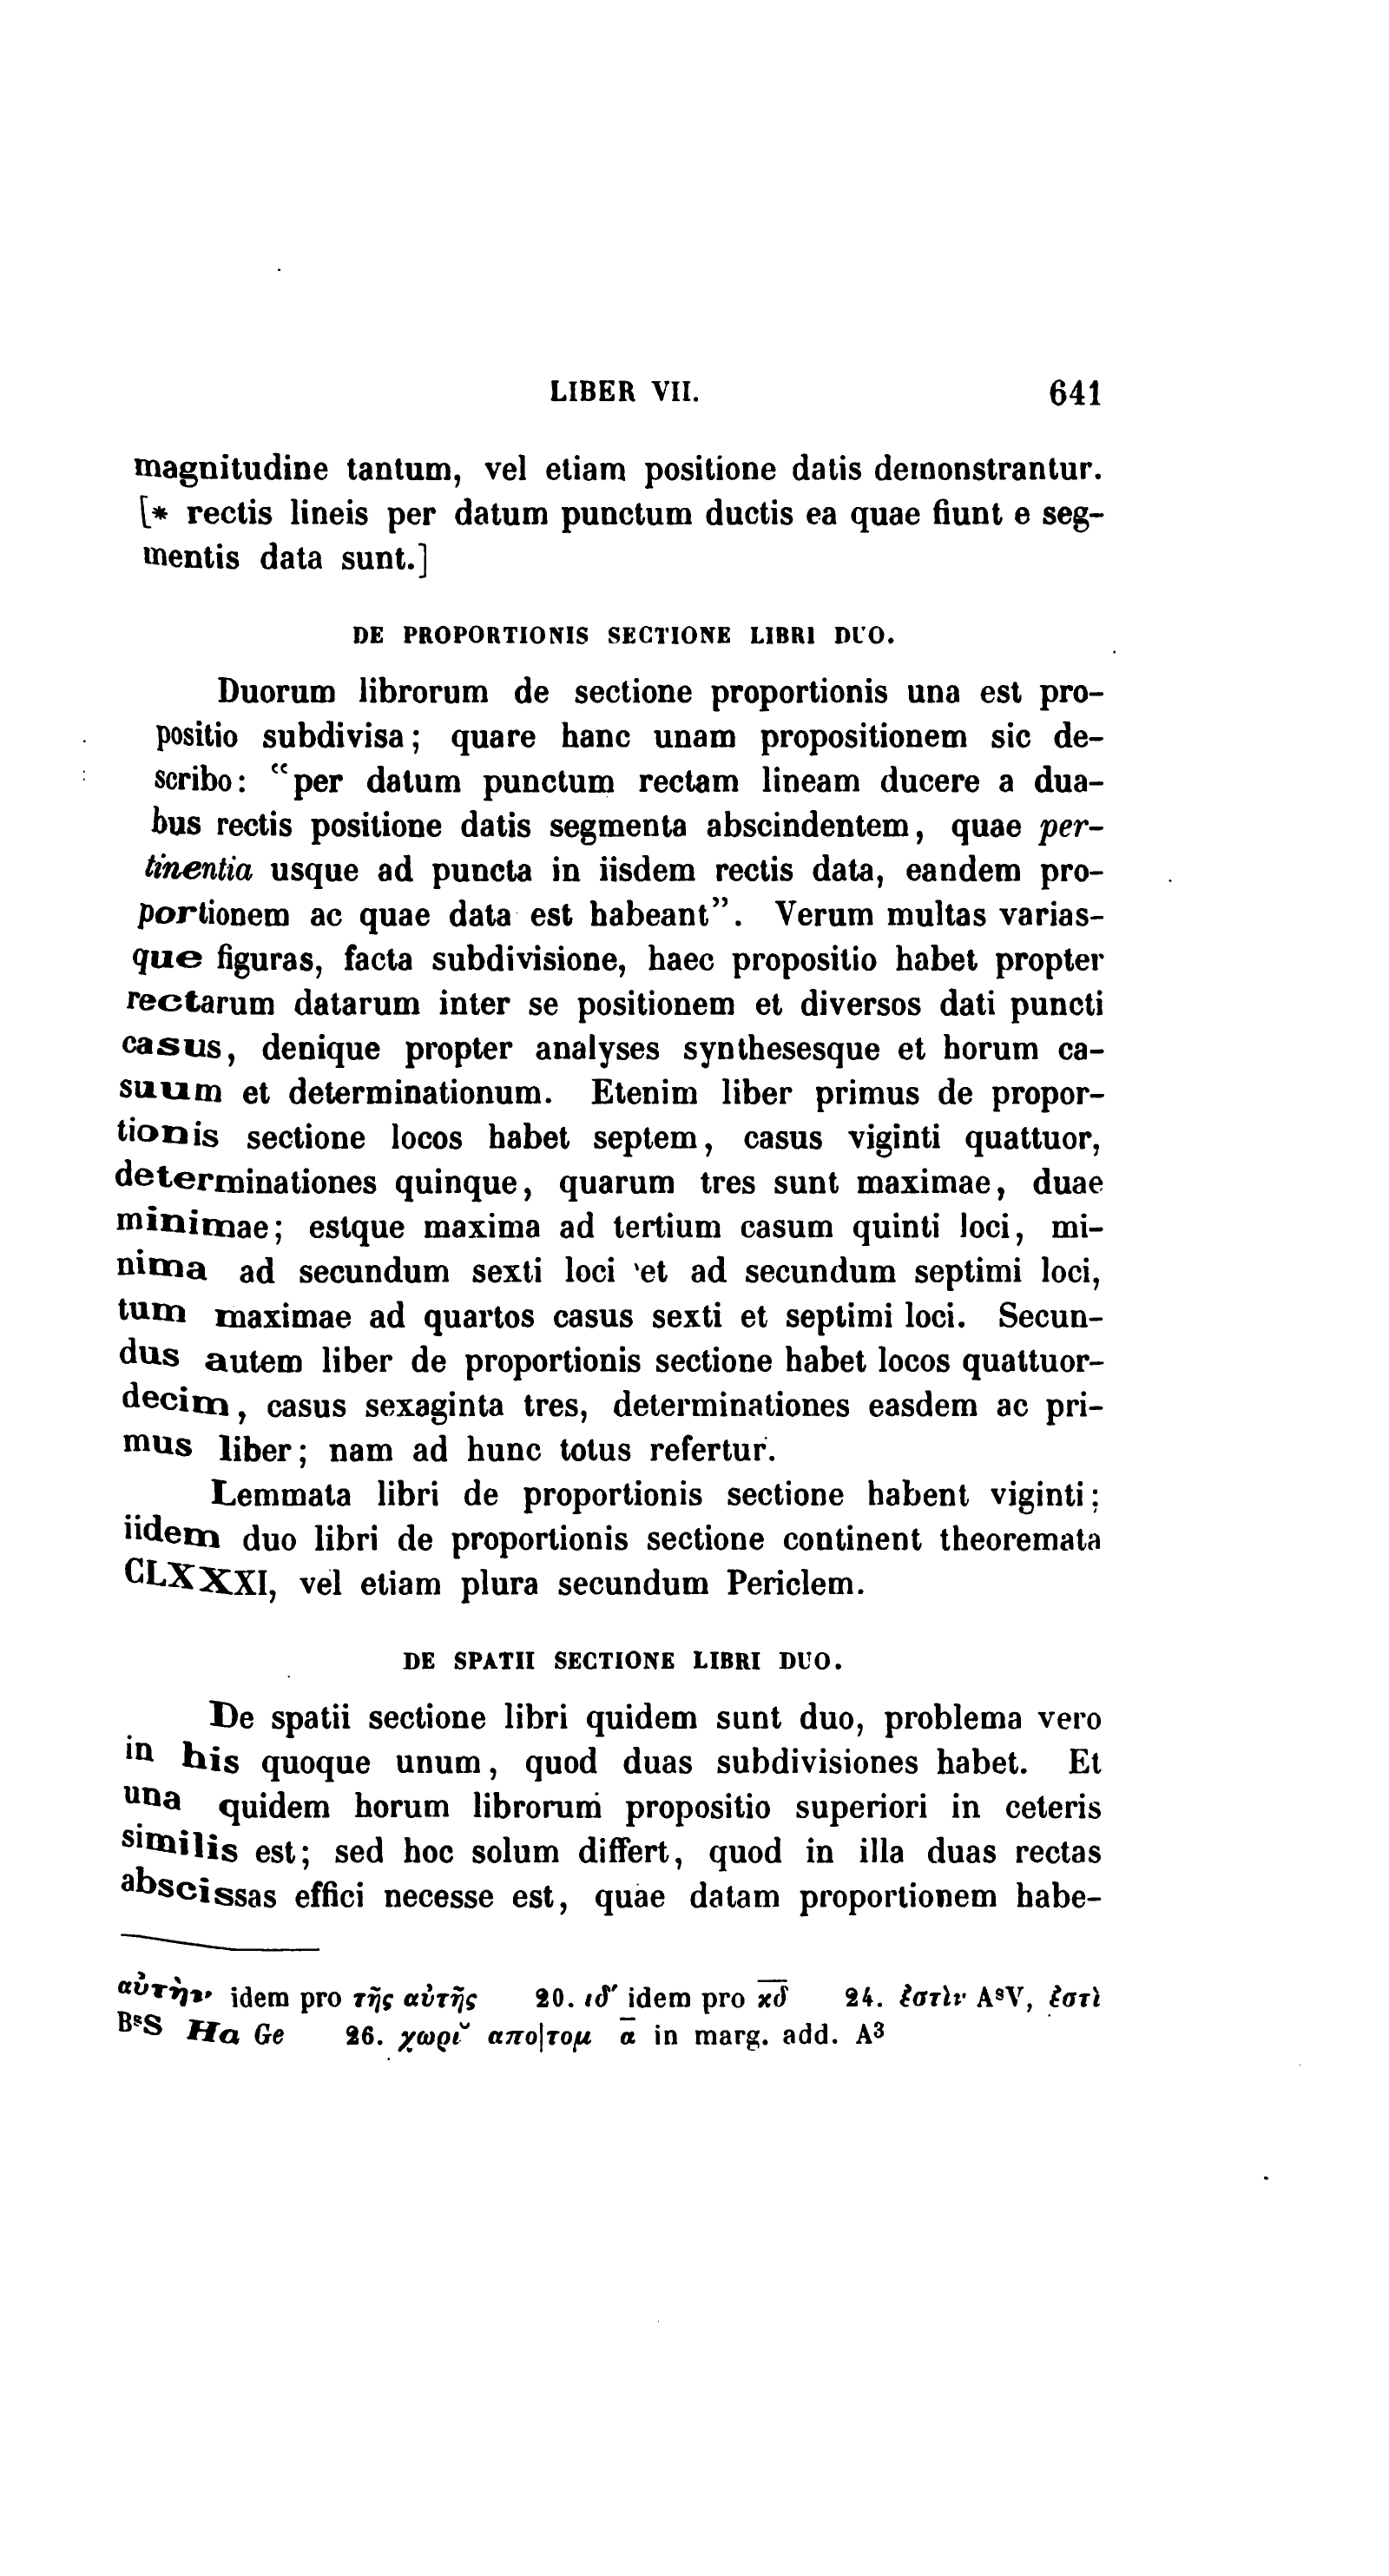 LIBER VII. 641
magnitudine tantum, vel etiam positione datis demonstrantur.
[* rectis lineis per datum punctum ductis ea quae fiunt e seg-
mentis data sunt.]
DE PROPORTIONIS SECTIONE LIBRI DUO.
Duorum librorum de sectione proportionis una est pro-
positio subdivisa; quare hanc unam propositionem sic de-
scribo: “per datum punctum rectam lineam ducere a dua-
bus rectis positione datis segmenta abscindentem, quae per-
tinentia usque ad puncta in iisdem rectis data, eandem pro-
portionem ac quae data est habeant”. Verum multas varias-
que figuras, facta subdivisione, haec propositio habet propter
rectarum datarum inter se positionem et diversos dati puncti
casus, denique propter analyses synthesesque et horum ca-
suum et determinationum. Etenim liber primus de propor-
tionis sectione locos habet septem, casus viginti quattuor,
determinationes quinque, quarum tres sunt maximae, duae
minimae; estque maxima ad tertium casum quinti loci, mi-
nima ad secundum sexti loci et ad secundum septimi loci,
tum maximae ad quartos casus sexti et septimi loci. Secun-
dus autem liber de proportionis sectione habet locos quattuor-
decim, casus sexaginta tres, determinationes easdem ac pri-
mus liber; nam ad hunc totus refertur.
Lemmata libri de proportionis sectione habent viginti;
iidem duo libri de proportionis sectione continent theoremata
CLXXXI, vel etiam plura secundum Periclem.
DE SPATII SECTIONE LIBRI DUO.
De spatii sectione libri quidem sunt duo, problema vero
in his quoque unum, quod duas subdivisiones habet. Et
una quidem horum librorum propositio superiori in ceteris
similis est; sed hoc solum differt, quod in illa duas rectas
abscissas effici necesse est, quae datam proportionem habe-
αὐτὴν idem pro τῆς αὐτῆς 20. ιδ′ idem pro κ̅δ̅ 24. ἐστὶν AˢV, ἐστὶ
BˢS Ha Ge 26. χωρι˘ απο|τομ α̅ in marg. add. A³